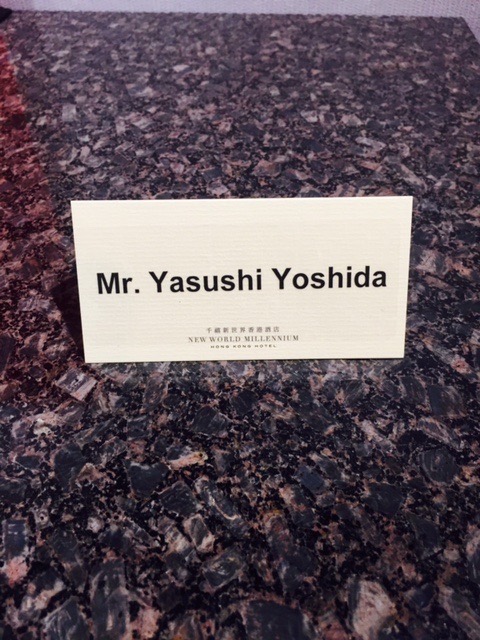 Mr. Yasushi Yoshida
千禧新世界香港酒店
NEW WORLD MILLENNIUM
HONG KONG HOTEL